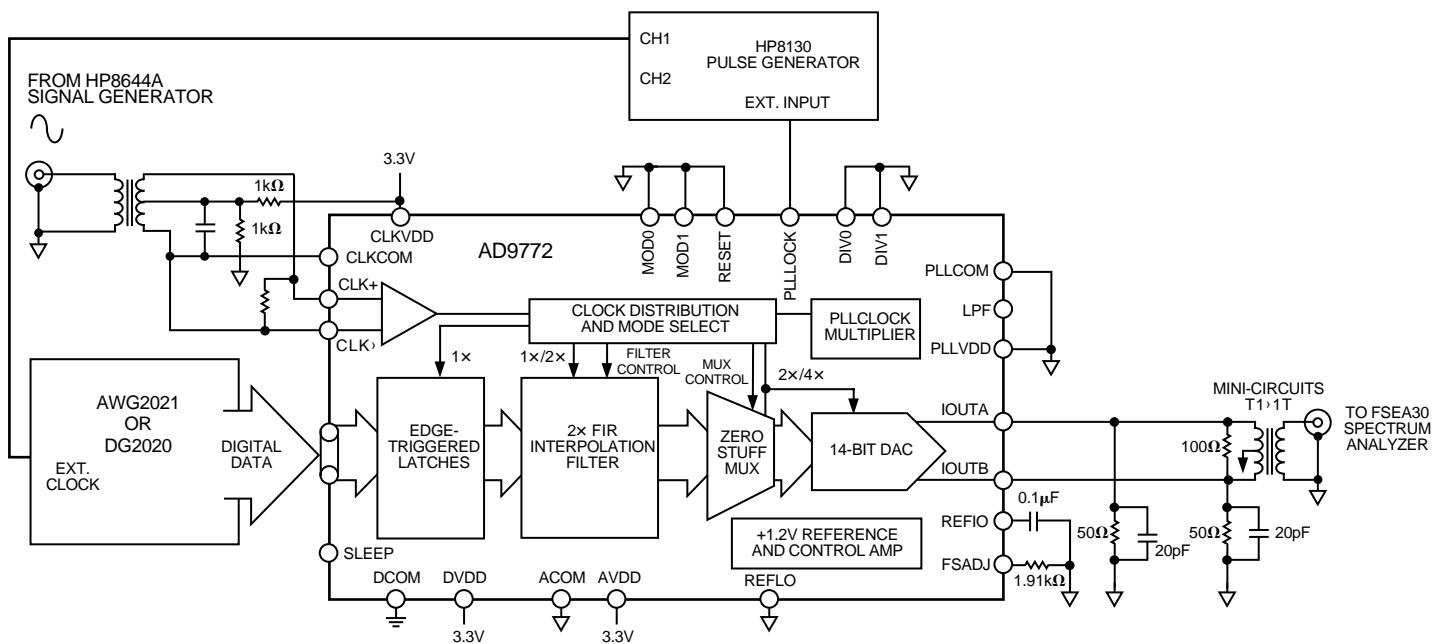 CH1
CH2
HP8130
PULSE GENERATOR
EXT. INPUT
FROM HP8644A
SIGNAL GENERATOR
3.3V
1kΩ
1kΩ
CLKVDD
CLKCOM
AD9772
MOD0
MOD1
RESET
PLLLOCK
DIV0
DIV1
PLLCOM
LPF
PLLVDD
CLK+
CLK›
CLOCK DISTRIBUTION
AND MODE SELECT
PLLCLOCK
MULTIPLIER
1×
1×/2×
FILTER
CONTROL
MUX
CONTROL
2×/4×
AWG2021
OR
DG2020
EXT.
CLOCK
DIGITAL
DATA
EDGE-
TRIGGERED
LATCHES
2× FIR
INTERPOLATION
FILTER
ZERO
STUFF
MUX
14-BIT DAC
IOUTA
IOUTB
MINI-CIRCUITS
T1›1T
100Ω
TO FSEA30
SPECTRUM
ANALYZER
REFIO
0.1μF
FSADJ
1.91kΩ
50Ω
20pF
50Ω
20pF
+1.2V REFERENCE
AND CONTROL AMP
SLEEP
DCOM
DVDD
ACOM
AVDD
REFLO
3.3V
3.3V